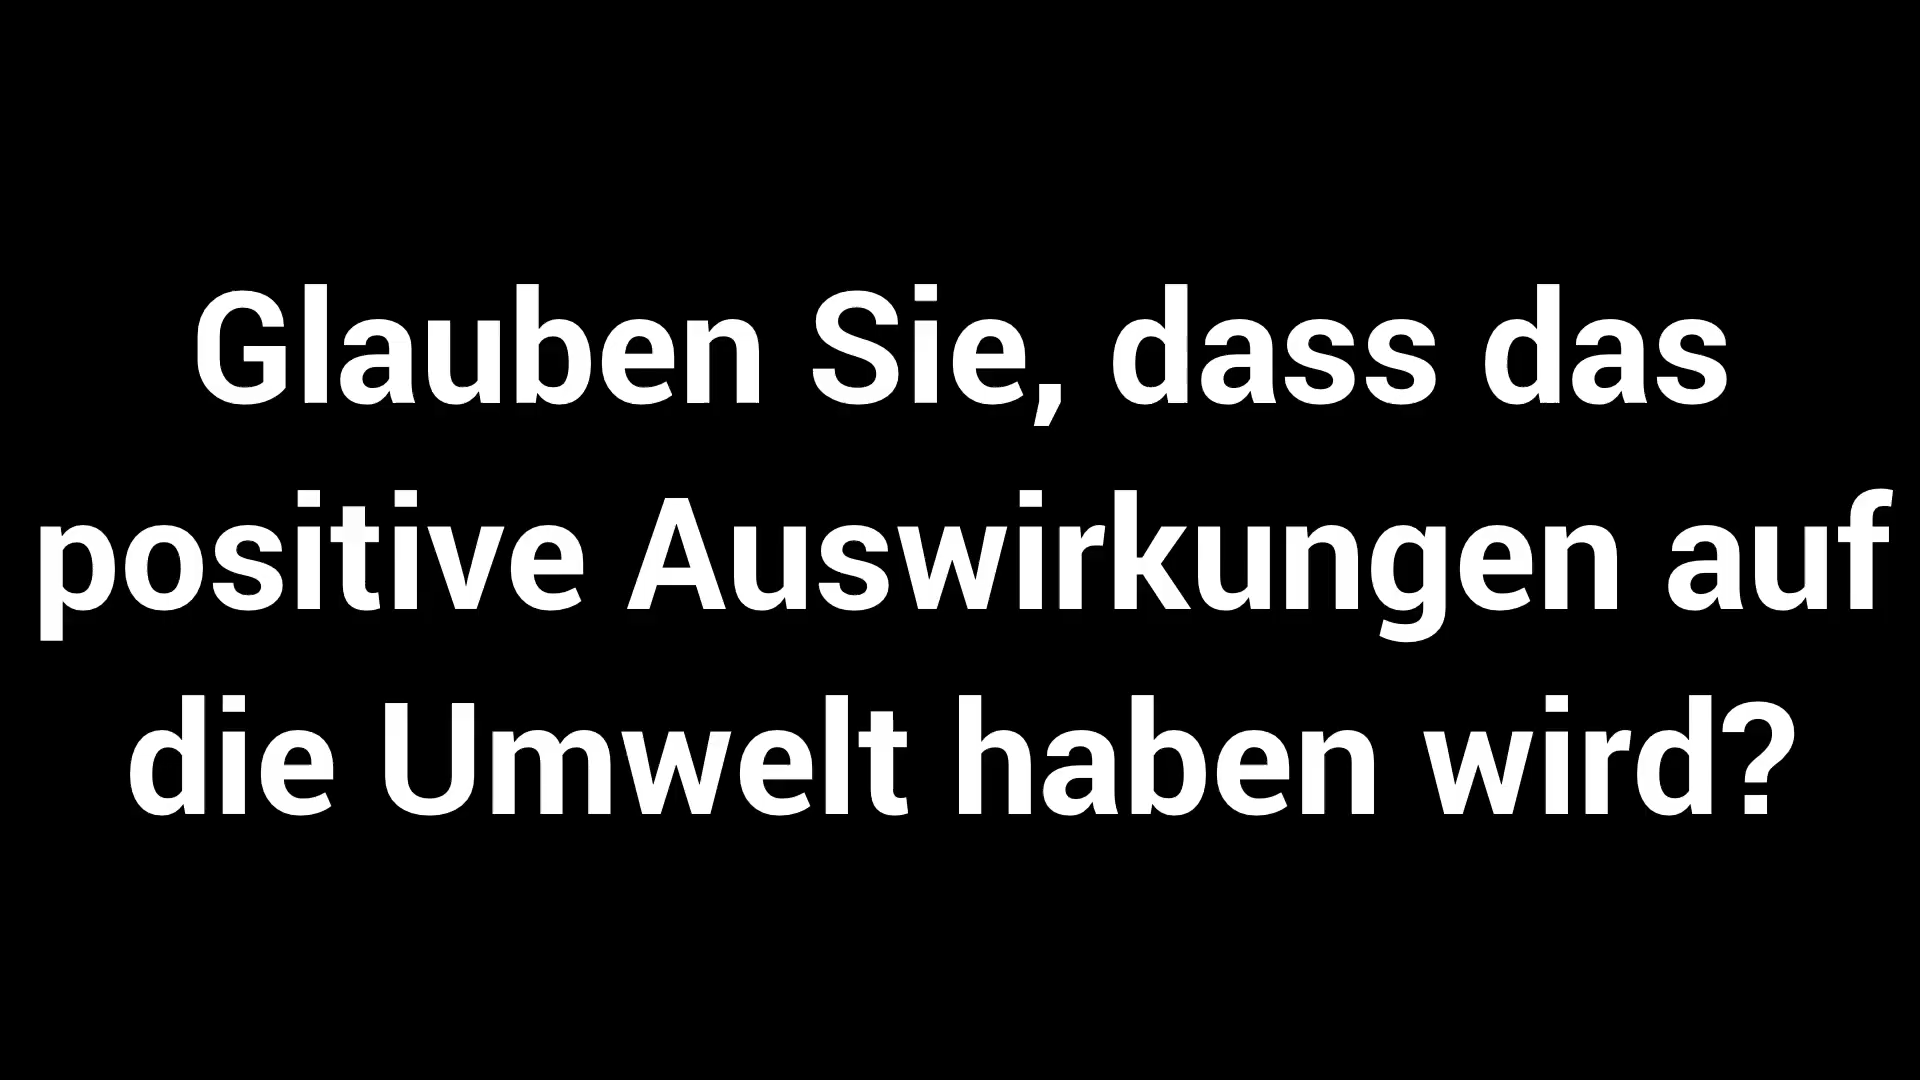 Glauben Sie, dass das
positive Auswirkungen auf
die Umwelt haben wird?